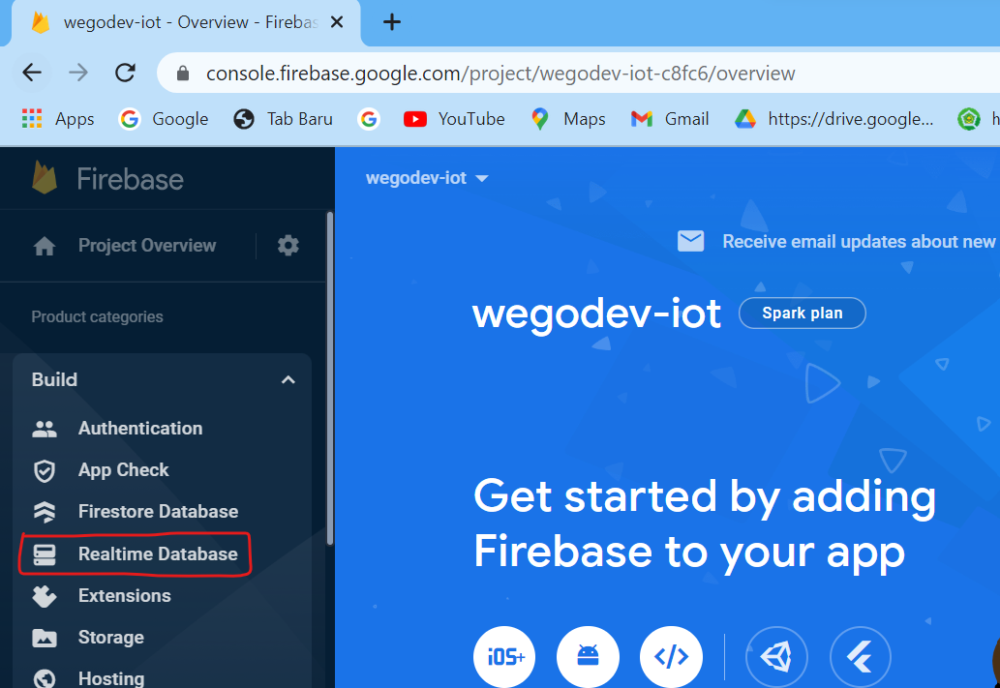 wegodev-iot - Overview - Firebas
console.firebase.google.com/project/wegodev-iot-c8fc6/overview
Apps Google Tab Baru YouTube Maps Gmail https://drive.google... h
Firebase
Project Overview
Product categories
Build
Authentication
App Check
Firestore Database
Realtime Database
Extensions
Storage
Hosting
wegodev-iot
Receive email updates about new
wegodev-iot Spark plan
Get started by adding
Firebase to your app
iOS+